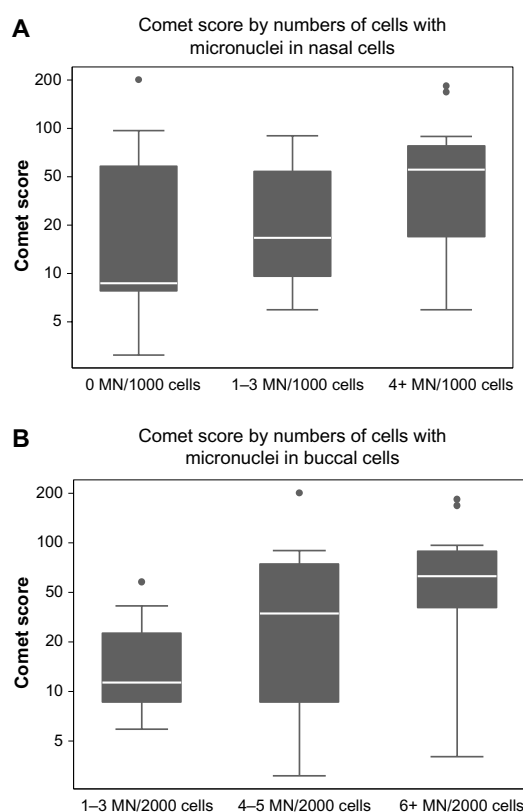 A
Comet score by numbers of cells with
micronuclei in nasal cells
Comet score
200
100
50
20
10
5
0 MN/1000 cells
1–3 MN/1000 cells
4+ MN/1000 cells
B
Comet score by numbers of cells with
micronuclei in buccal cells
Comet score
200
100
50
20
10
5
1–3 MN/2000 cells
4–5 MN/2000 cells
6+ MN/2000 cells